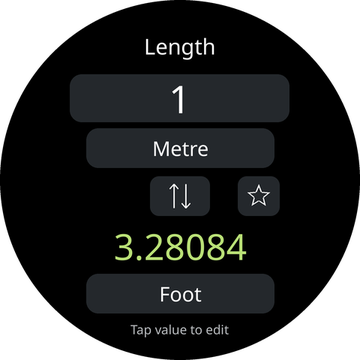 Length
1
Metre
3.28084
Foot
Tap value to edit